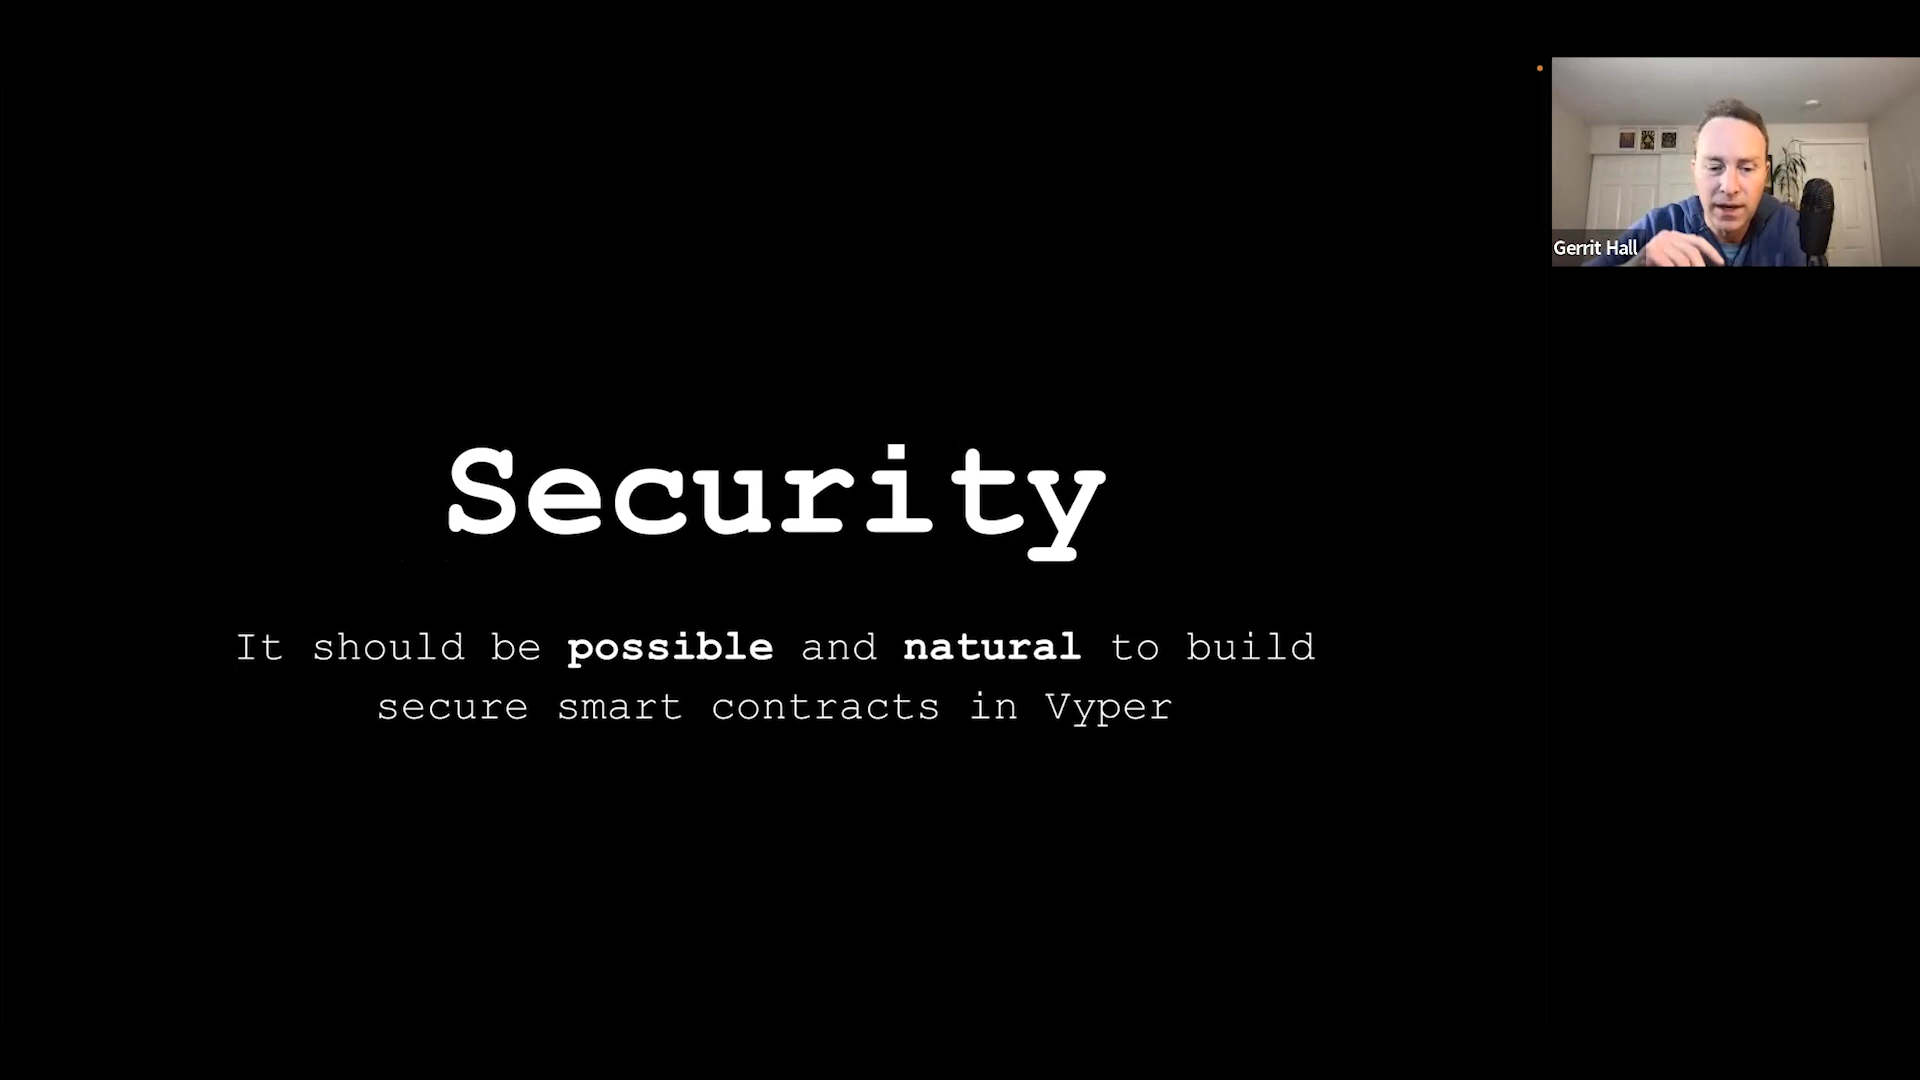 Security
It should be possible and natural to build
secure smart contracts in Vyper
Gerrit Hall